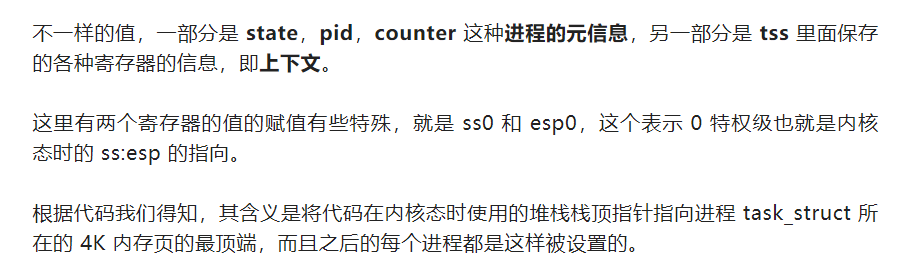 不一样的值，一部分是 state，pid，counter 这种进程的元信息，另一部分是 tss 里面保存
的各种寄存器的信息，即上下文。
这里有两个寄存器的值的赋值有些特殊，就是 ss0 和 esp0，这个表示 0 特权级也就是内核
态时的 ss:esp 的指向。
根据代码我们得知，其含义是将代码在内核态时使用的堆栈栈顶指针指向进程 task_struct 所
在的 4K 内存页的最顶端，而且之后的每个进程都是这样被设置的。